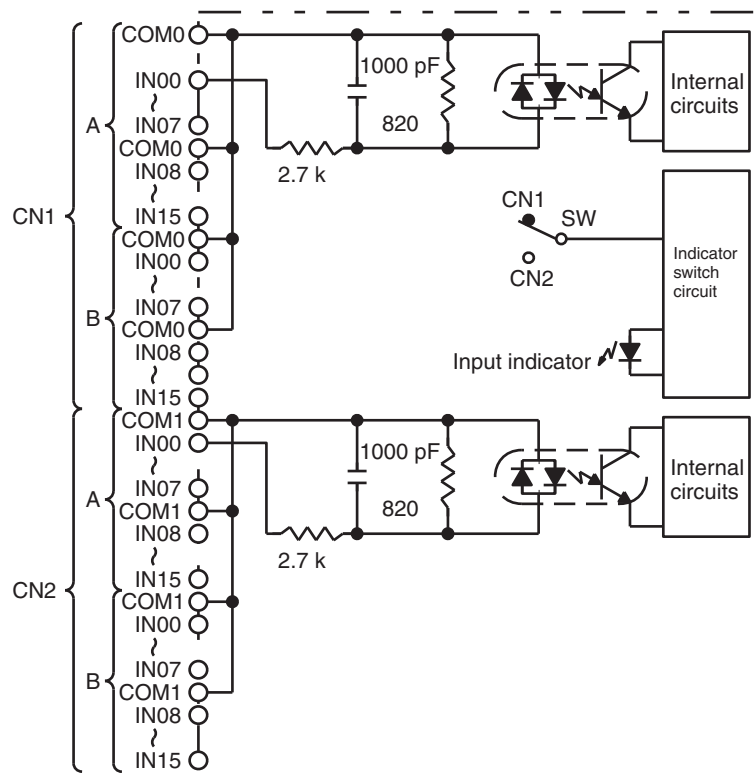 COM0
IN00
~
IN07
COM0
IN08
~
IN15
COM0
IN00
~
IN07
COM0
IN08
~
IN15
COM1
IN00
~
IN07
COM1
IN08
~
IN15
COM1
IN00
~
IN07
COM1
IN08
~
IN15
A
B
A
B
CN1
CN2
1000 pF
820
2.7 k
Internal
circuits
CN1
SW
CN2
Indicator
switch
circuit
Input indicator
1000 pF
820
2.7 k
Internal
circuits